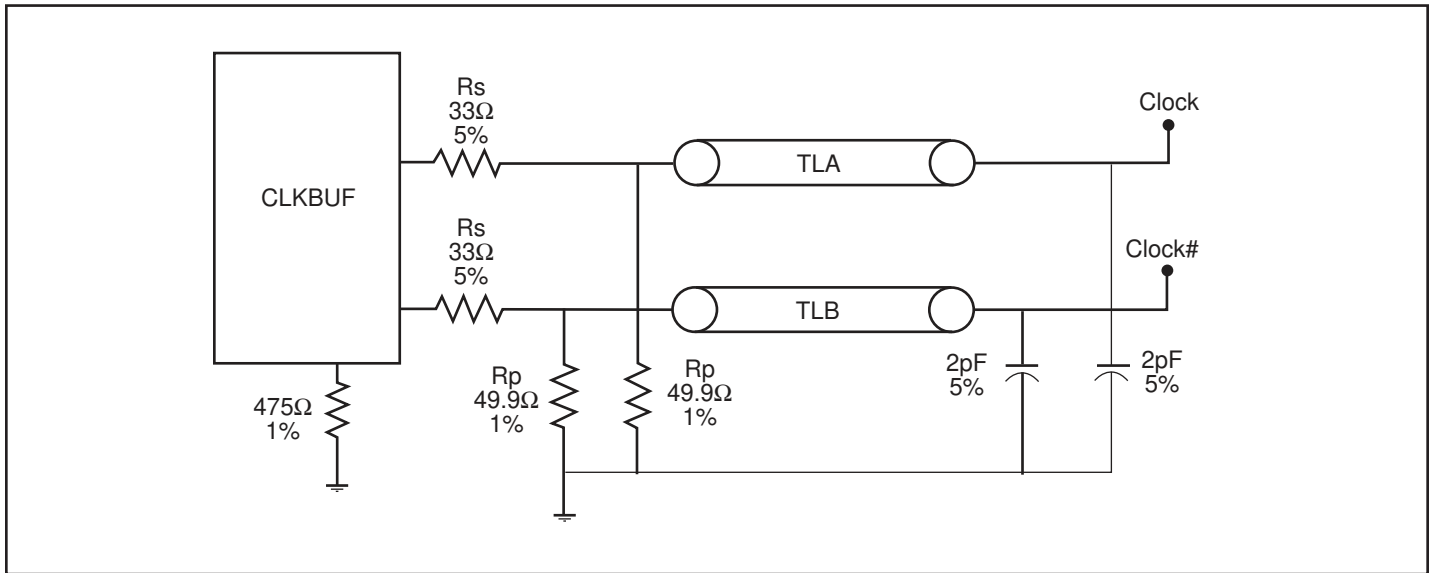 Rs
33Ω
5%
Clock
TLA
CLKBUF
Rs
33Ω
5%
Clock#
TLB
475Ω
1%
Rp
49.9Ω
1%
Rp
49.9Ω
1%
2pF
5%
2pF
5%